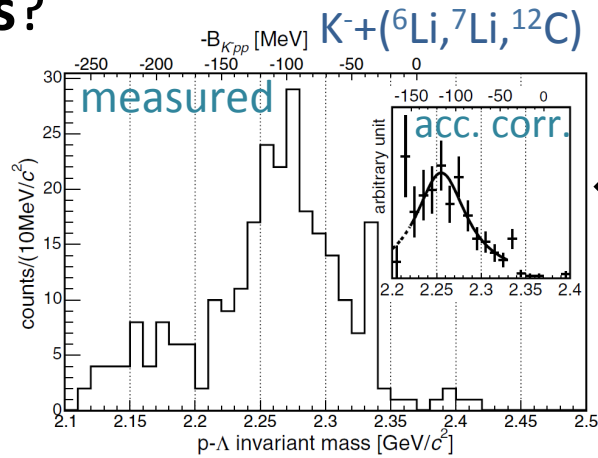 s?
K⁻+(⁶Li,⁷Li,¹²C)
-B_K⁻pp [MeV]
-250 -200 -150 -100 -50 0
measured
acc. corr.
-150 -100 -50 0
arbitrary unit
2.2 2.25 2.3 2.35 2.4
counts/(10MeV/c²)
30
25
20
15
10
5
0
2.1 2.15 2.2 2.25 2.3 2.35 2.4 2.45 2.5
p-Λ invariant mass [GeV/c²]